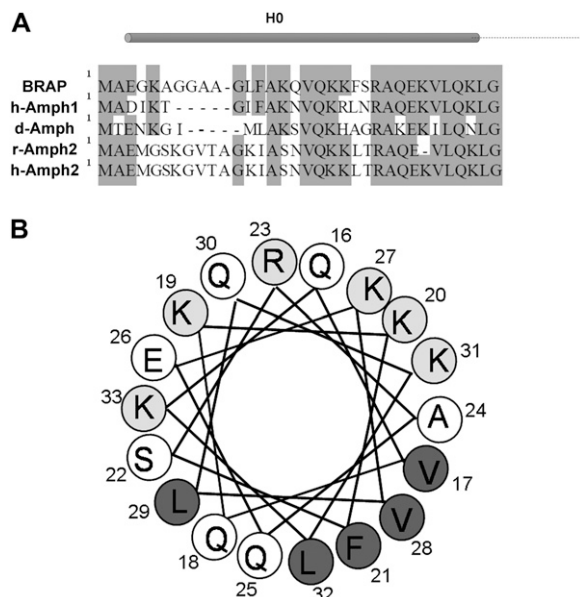 A
H0
BRAP 1 MAEGKAGGAA-GLFAKQVQKKFSRAQEKVLQKLG
h-Amph1 1 MADIKT-----GIFAKNVQKRLNRAQEKVLQKLG
d-Amph MTENKGI-----MLAKSVQKHAGRAKEKILQNLG
r-Amph2 1 MAEMGSKGVTAGKIASNVQKKLTRAQE-VLQKLG
h-Amph2 1 MAEMGSKGVTAGKIASNVQKKLTRAQEKVLQKLG
B
23 R
16 Q
27 K
20 K
31 K
24 A
17 V
28 V
21 F
32 L
25 Q
18 Q
29 L
22 S
33 K
26 E
19 K
30 Q